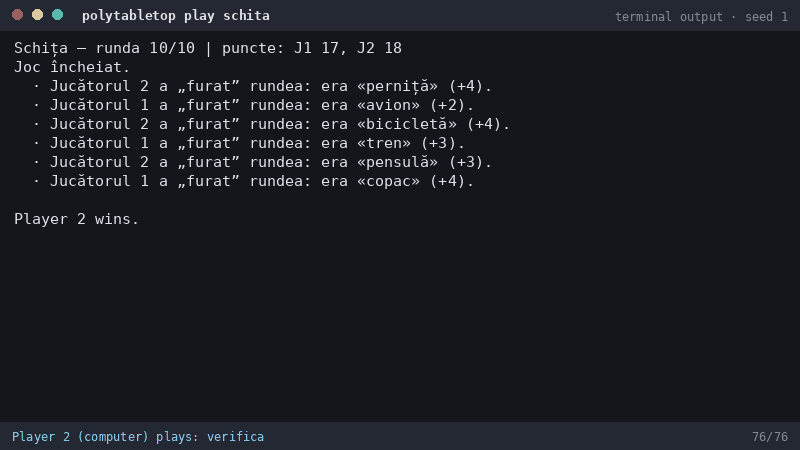 polytabletop play schita
terminal output · seed 1
Schița — runda 10/10 | puncte: J1 17, J2 18
Joc încheiat.
· Jucătorul 2 a „furat” rundea: era «perniță» (+4).
· Jucătorul 1 a „furat” rundea: era «avion» (+2).
· Jucătorul 2 a „furat” rundea: era «bicicletă» (+4).
· Jucătorul 1 a „furat” rundea: era «tren» (+3).
· Jucătorul 2 a „furat” rundea: era «pensulă» (+3).
· Jucătorul 1 a „furat” rundea: era «copac» (+4).
Player 2 wins.
Player 2 (computer) plays: verifica
76/76